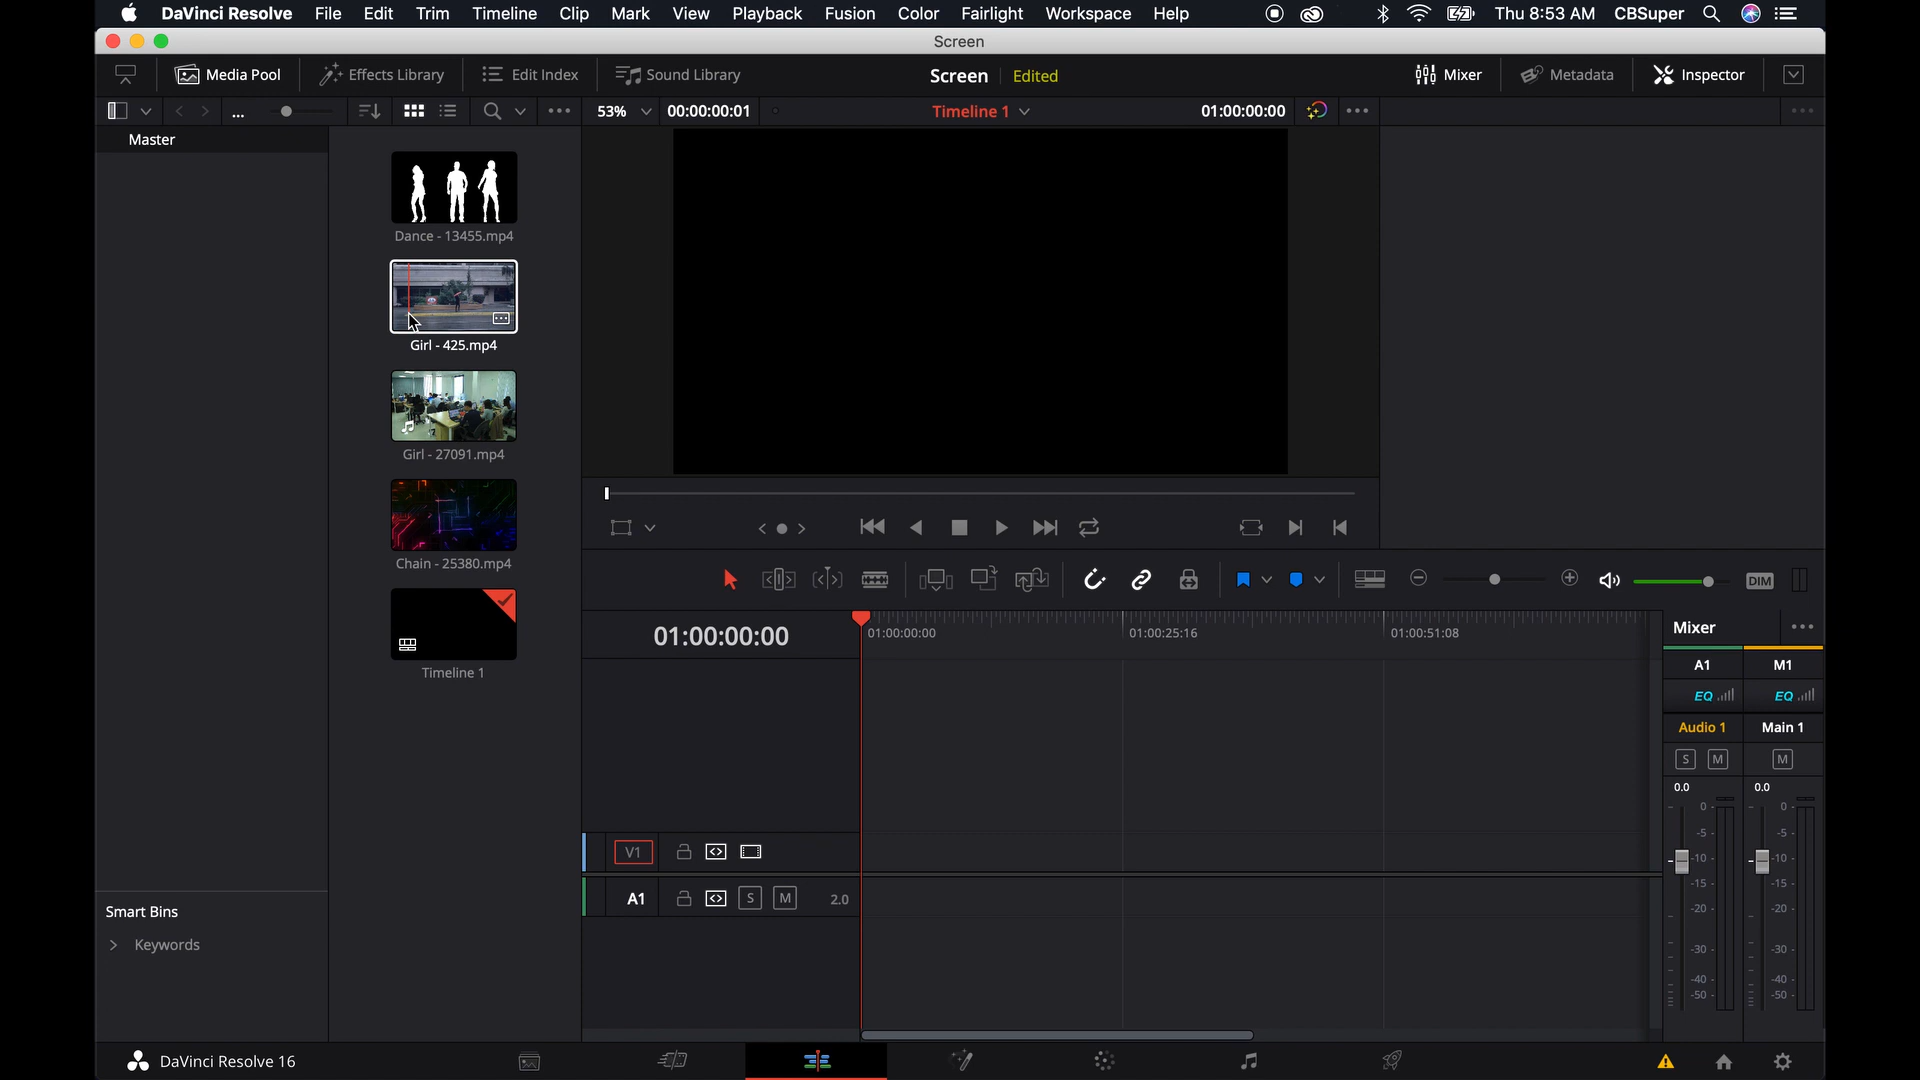 DaVinci Resolve File Edit Trim Timeline Clip Mark View Playback Fusion Color Fairlight Workspace Help Thu 8:53 AM CBSuper
Screen
Media Pool Effects Library Edit Index Sound Library Screen Edited Mixer Metadata Inspector
... 53% 00:00:00:01 Timeline 1 01:00:00:00
Master
Dance - 13455.mp4
Girl - 425.mp4
Girl - 27091.mp4
Chain - 25380.mp4
Timeline 1
DIM
01:00:00:00 01:00:00:00 01:00:25:16 01:00:51:08
Mixer
A1 M1
EQ EQ
Audio 1 Main 1
S M M
0.0 0.0
0 0
-5 -5
-10 -10
-15 -15
-20 -20
-30 -30
-40 -40
-50 -50
V1
A1 S M 2.0
Smart Bins
Keywords
DaVinci Resolve 16